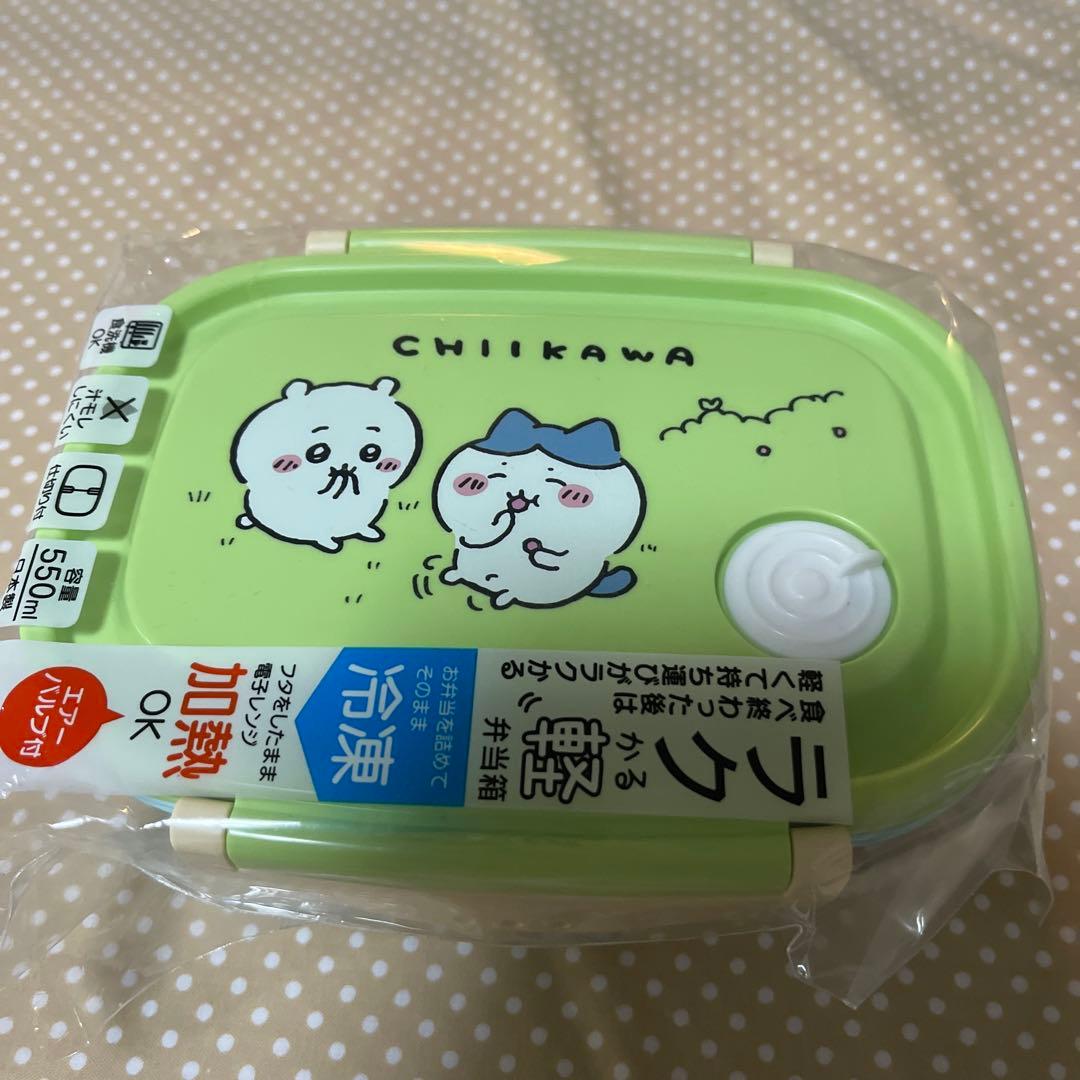 CHIIKAWA
食洗機
OK
汁モレ
しにくい
仕切り付
容量
550ml
日本製
食べ終わった後は
軽くて持ち運びがラクかる
ラクかる
軽
弁当箱
お弁当を詰めて
そのまま
冷凍
フタをしたまま
電子レンジ
加熱
OK
エアー
バルブ付